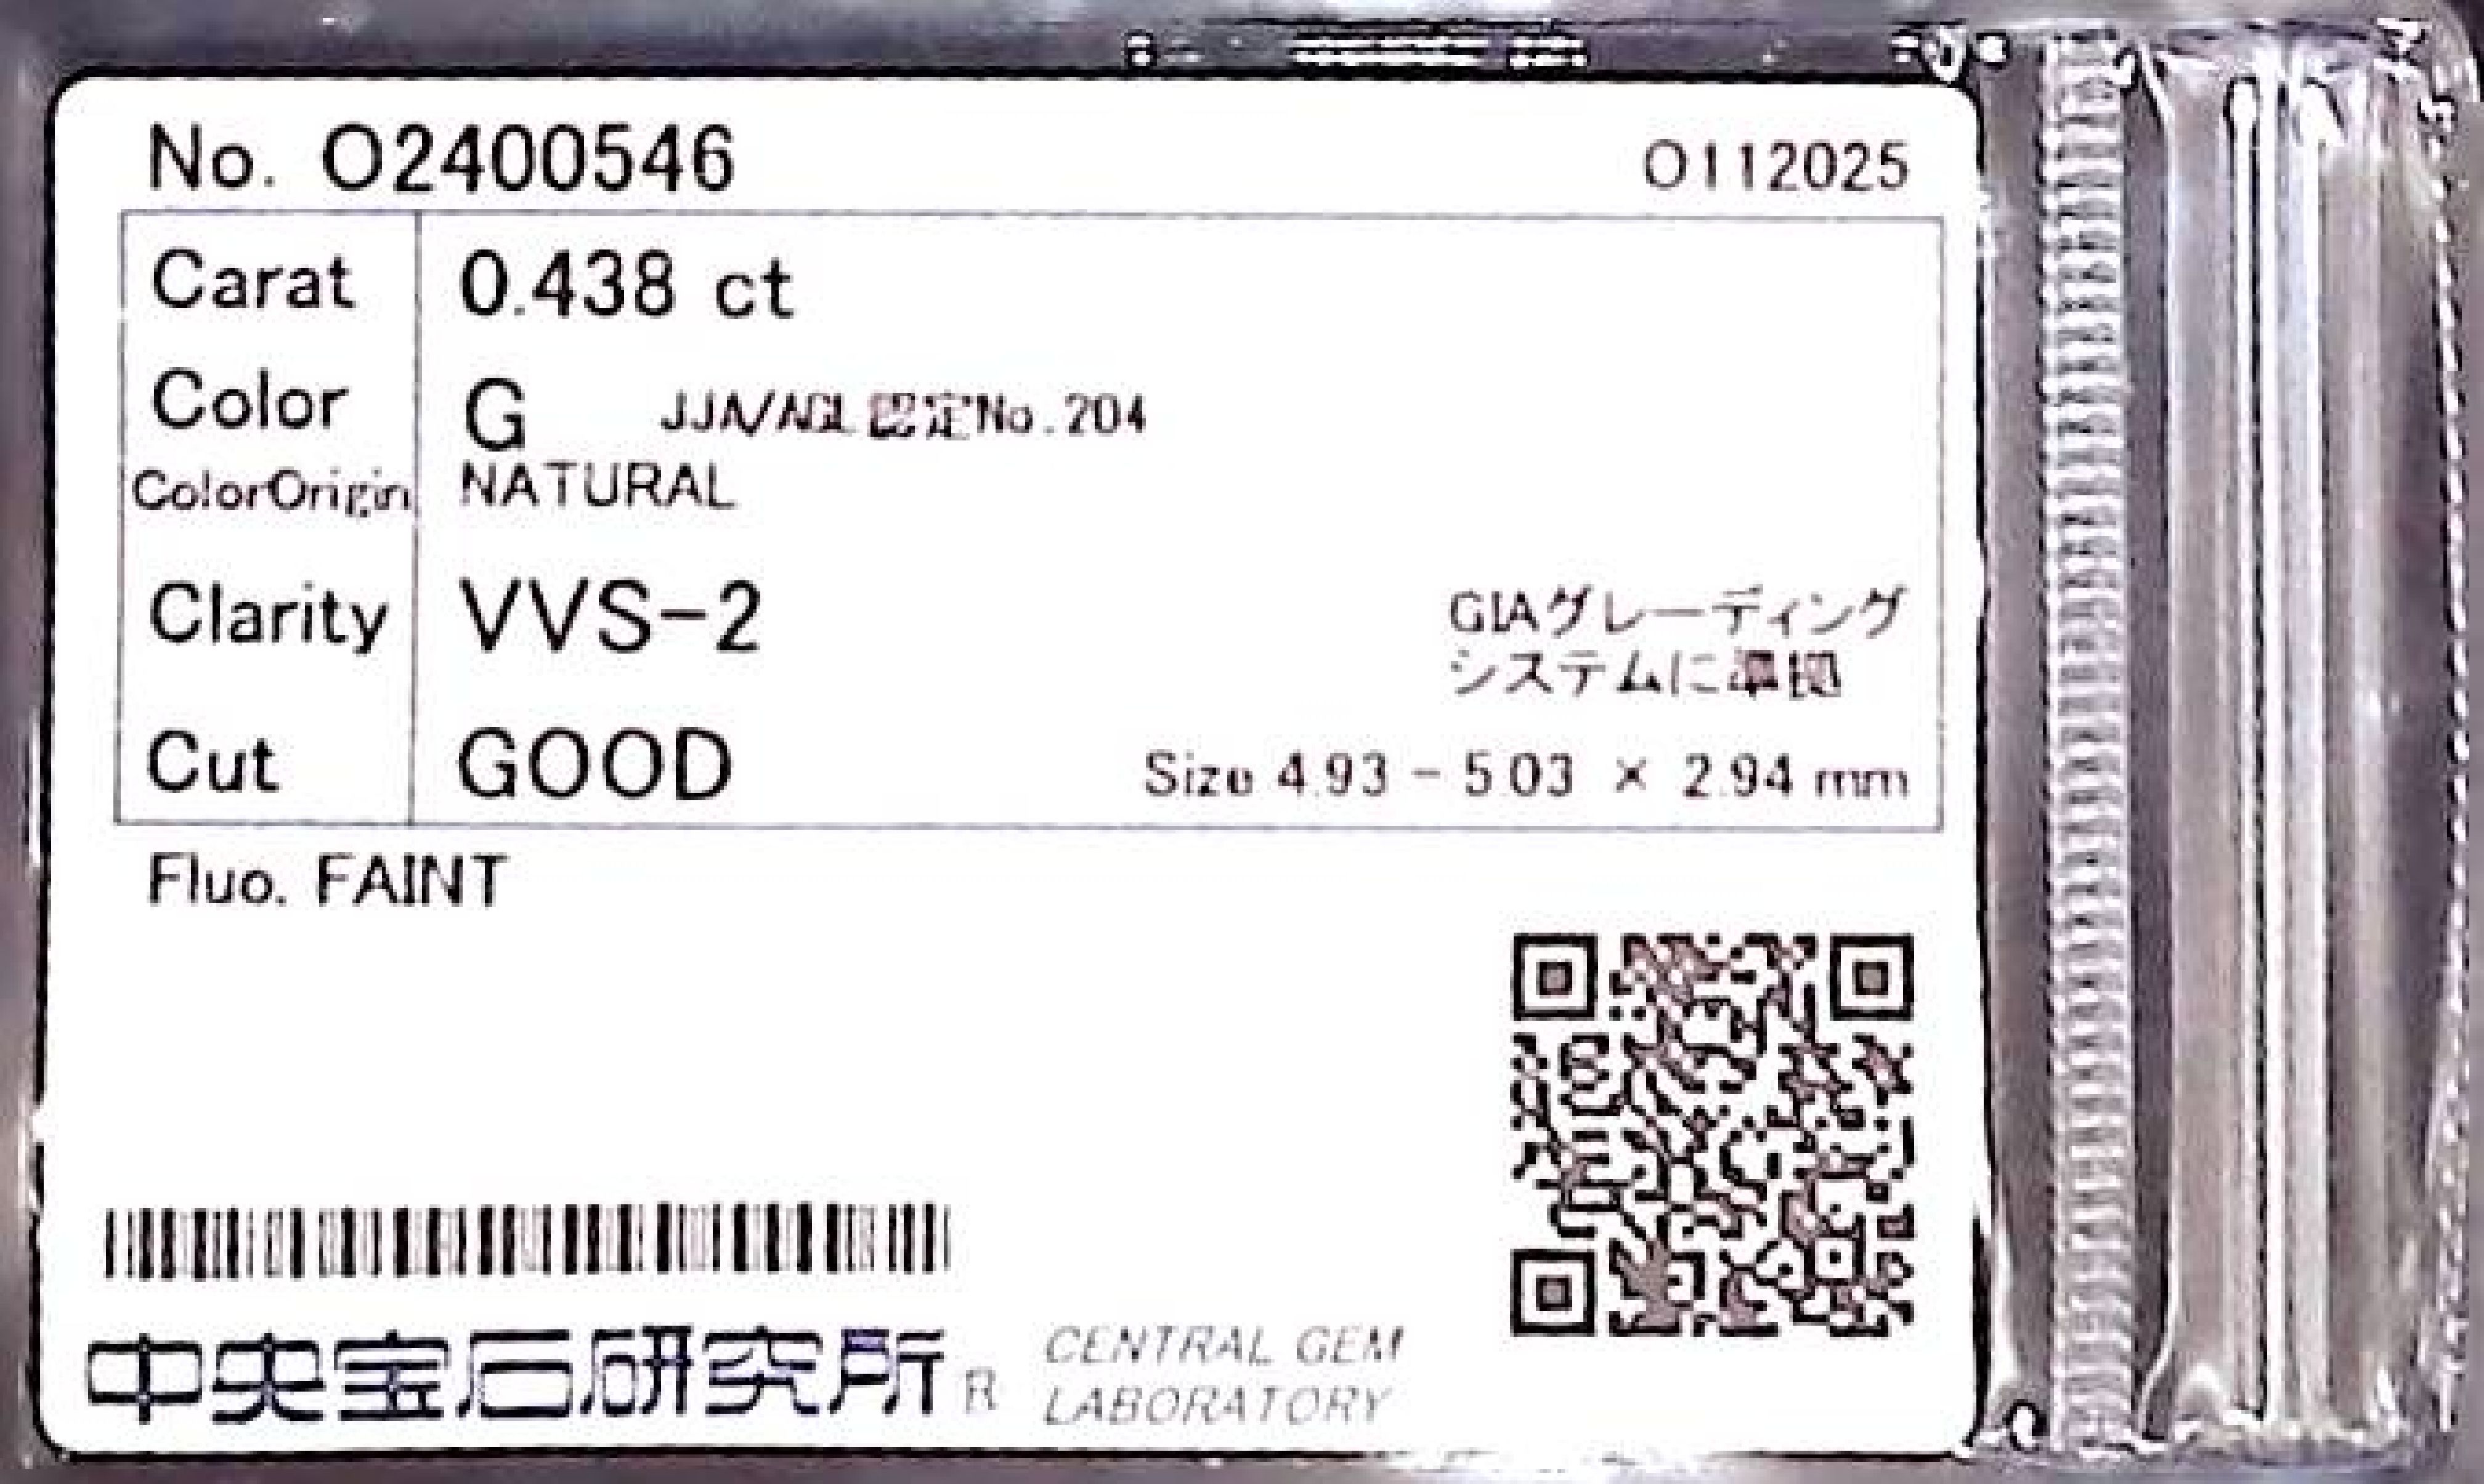 No. O2400546
O112025
Carat 0.438 ct
Color G JJA/AGL認定No.204
ColorOrigin NATURAL
Clarity VVS-2
GIAグレーディング
システムに準拠
Cut GOOD
Size 4.93 - 5.03 × 2.94 mm
Fluo. FAINT
中央宝石研究所 R
CENTRAL GEM
LABORATORY